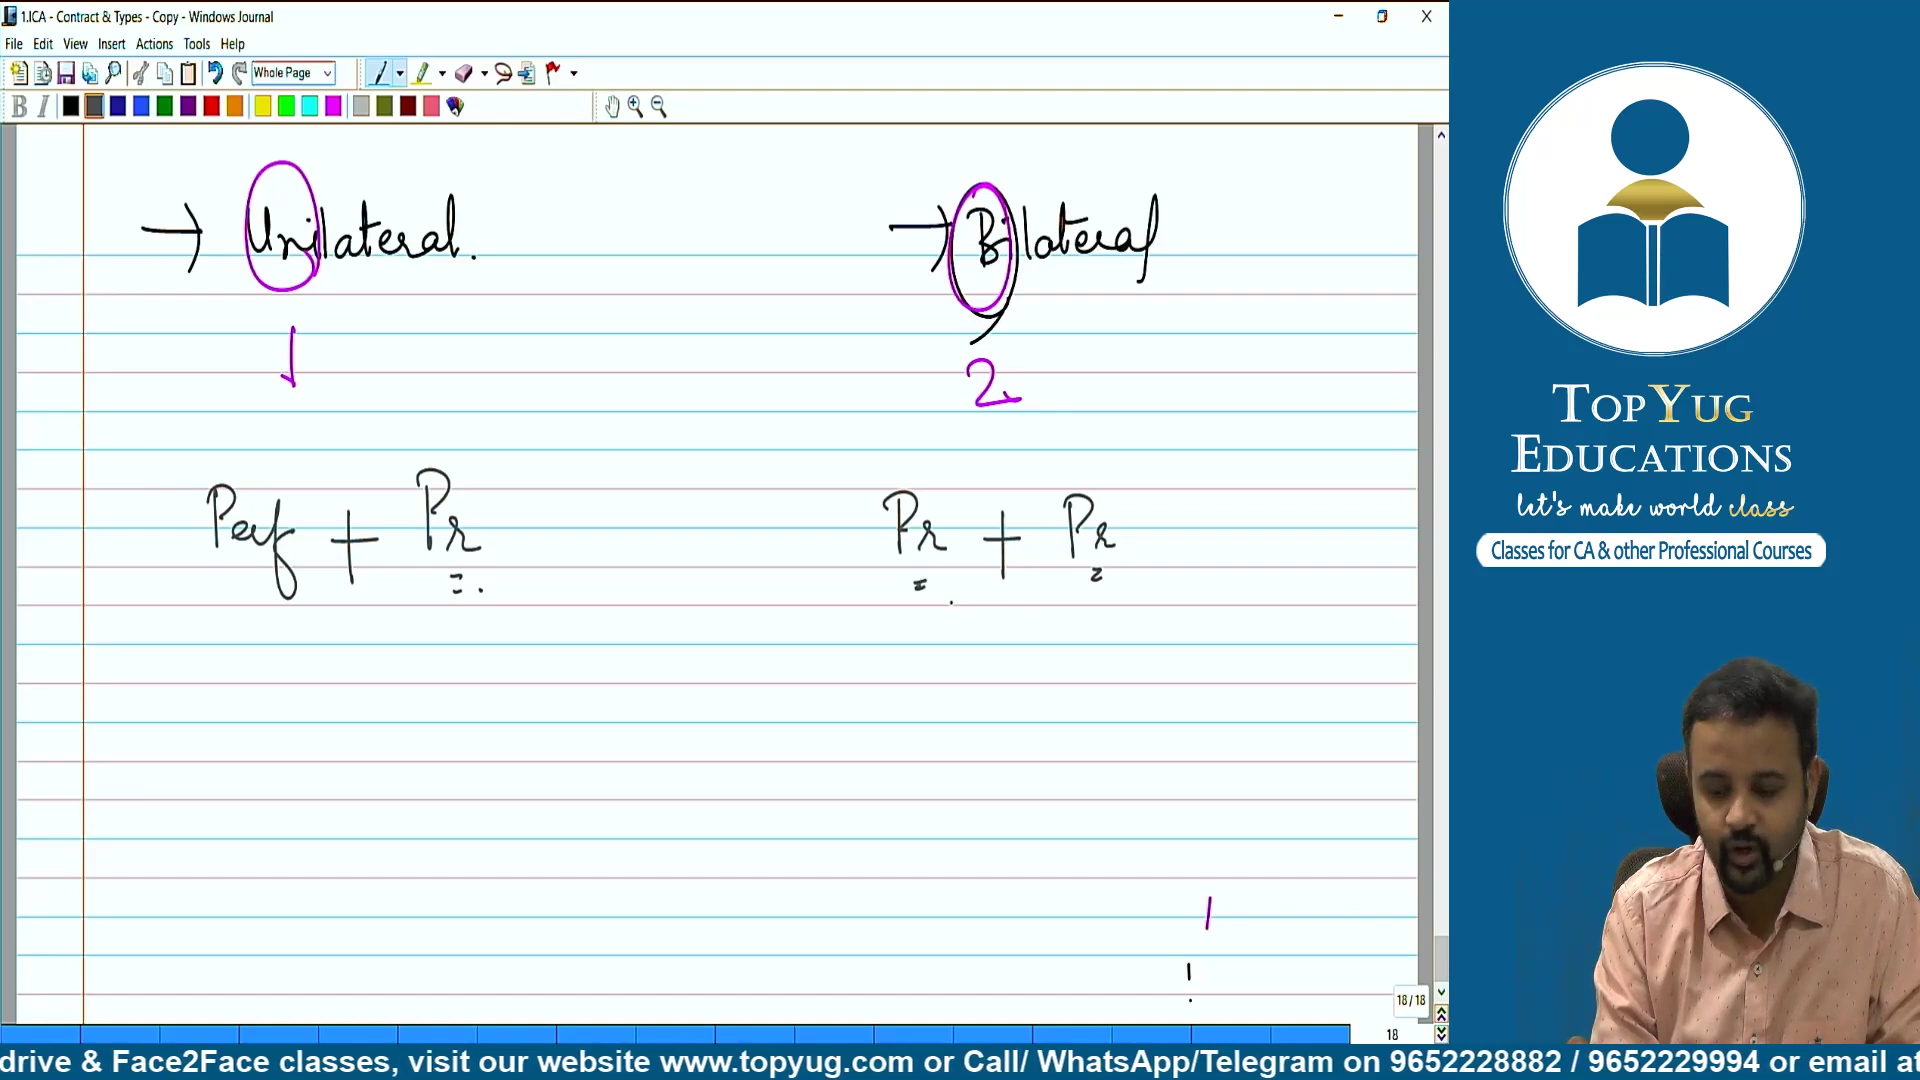 1.ICA - Contract & Types - Copy - Windows Journal
File Edit View Insert Actions Tools Help
Whole Page
B I
→ Unilateral. → Bilateral
1 2
Perf + Pr Pr + Pr
18 / 18
18
TOPYUG
EDUCATIONS
let's make world class
Classes for CA & other Professional Courses
drive & Face2Face classes, visit our website www.topyug.com or Call/ WhatsApp/Telegram on 9652228882 / 9652229994 or email at